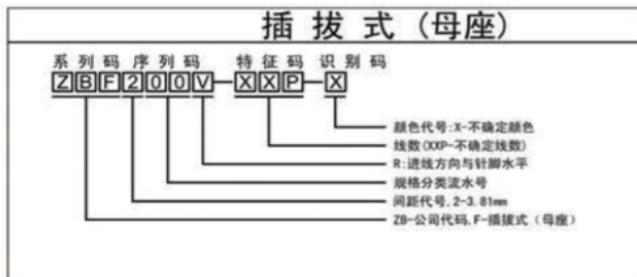 插拔式(母座)
系列码 序列码 特征码 识别码
ZBF200V-XXP-X
颜色代号:X-不确定颜色
线数(XXP-不确定线数)
R:进线方向与针脚水平
规格分类流水号
间距代号,2-3.81mm
ZB-公司代码,F-插拔式(母座)